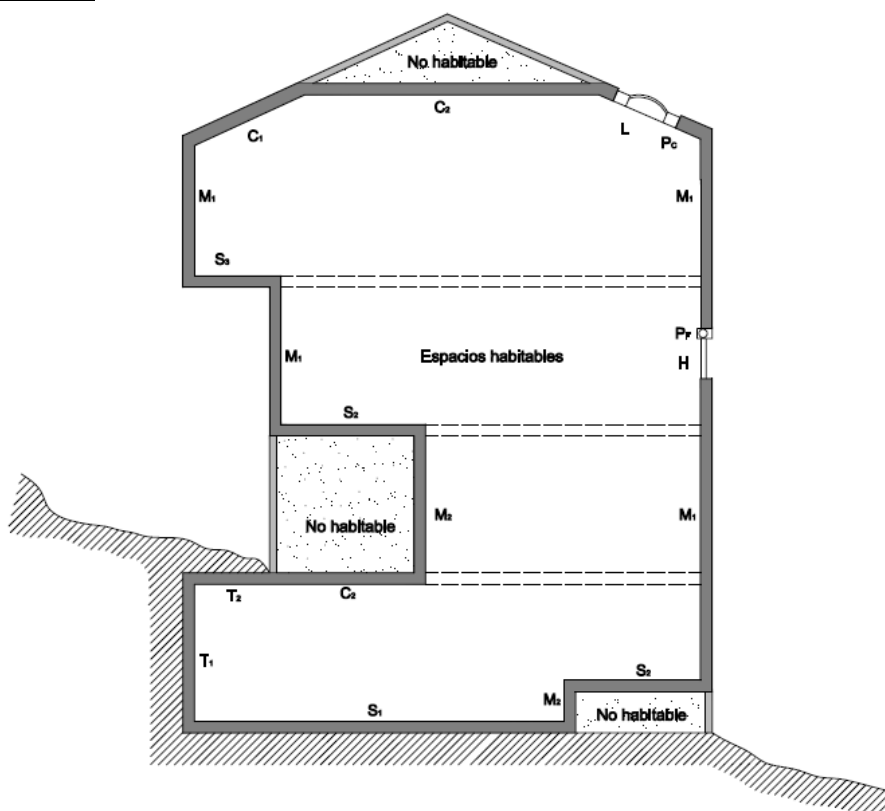 No habitable
C₂
C₁
L
Pc
M₁
M₁
S₃
PF
M₁
Espacios habitables
H
S₂
M₂
M₁
No habitable
T₂
C₂
T₁
S₂
M₂
S₁
No habitable